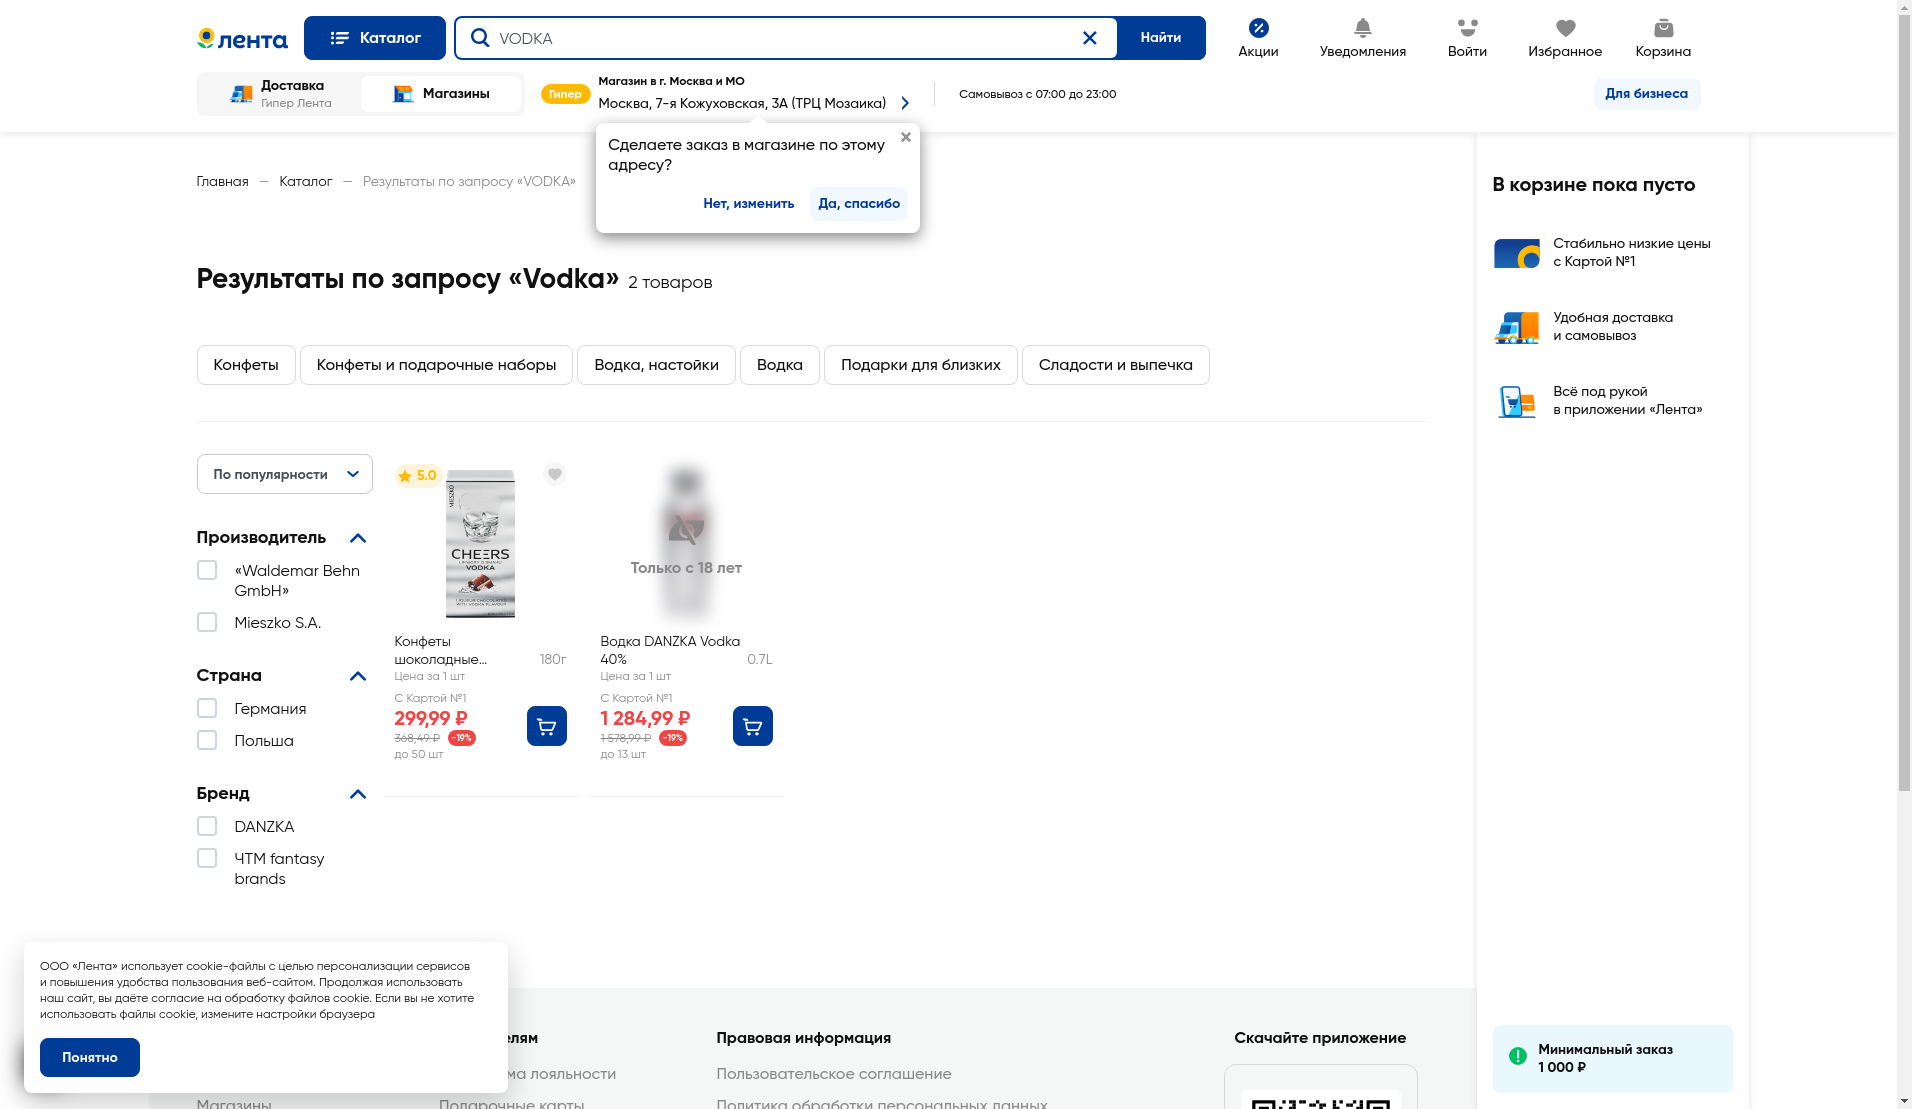 лента
Каталог
VODKA
Найти
Акции
Уведомления
Войти
Избранное
Корзина
Доставка
Гипер Лента
Магазины
Гипер
Магазин в г. Москва и МО
Москва, 7-я Кожуховская, 3А (ТРЦ Мозаика)
Самовывоз с 07:00 до 23:00
Для бизнеса
Сделаете заказ в магазине по этому
адресу?
Нет, изменить
Да, спасибо
Главная — Каталог — Результаты по запросу «VODKA»
Результаты по запросу «Vodka» 2 товаров
Конфеты
Конфеты и подарочные наборы
Водка, настойки
Водка
Подарки для близких
Сладости и выпечка
По популярности
Производитель
«Waldemar Behn
GmbH»
Mieszko S.A.
Страна
Германия
Польша
Бренд
DANZKA
ЧТМ fantasy
brands
5.0
MIESZKO
CHEERS
VODKA
Конфеты
шоколадные...
180г
Цена за 1 шт
С Картой №1
299,99 ₽
368,49 ₽
-19%
до 50 шт
Только с 18 лет
Водка DANZKA Vodka
40%
0.7L
Цена за 1 шт
С Картой №1
1 284,99 ₽
1 578,99 ₽
-19%
до 13 шт
В корзине пока пусто
Стабильно низкие цены
с Картой №1
Удобная доставка
и самовывоз
Всё под рукой
в приложении «Лента»
Минимальный заказ
1 000 ₽
ООО «Лента» использует cookie-файлы с целью персонализации сервисов
и повышения удобства пользования веб-сайтом. Продолжая использовать
наш сайт, вы даёте согласие на обработку файлов cookie. Если вы не хотите
использовать файлы cookie, измените настройки браузера
Понятно
елям
ма лояльности
Магазины
Подарочные карты
Правовая информация
Пользовательское соглашение
Политика обработки персональных данных
Скачайте приложение